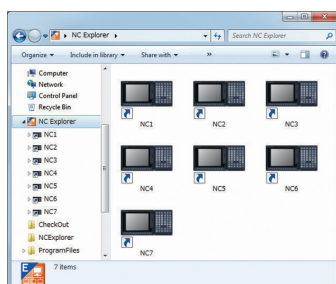 NC Explorer
Search NC Explorer
Organize
Include in library
Share with
»
Computer
Network
Control Panel
Recycle Bin
NC Explorer
NC1
NC2
NC3
NC4
NC5
NC6
NC7
CheckOut
NCExplorer
ProgramFiles
NC1
NC2
NC3
NC4
NC5
NC6
NC7
7 items
E